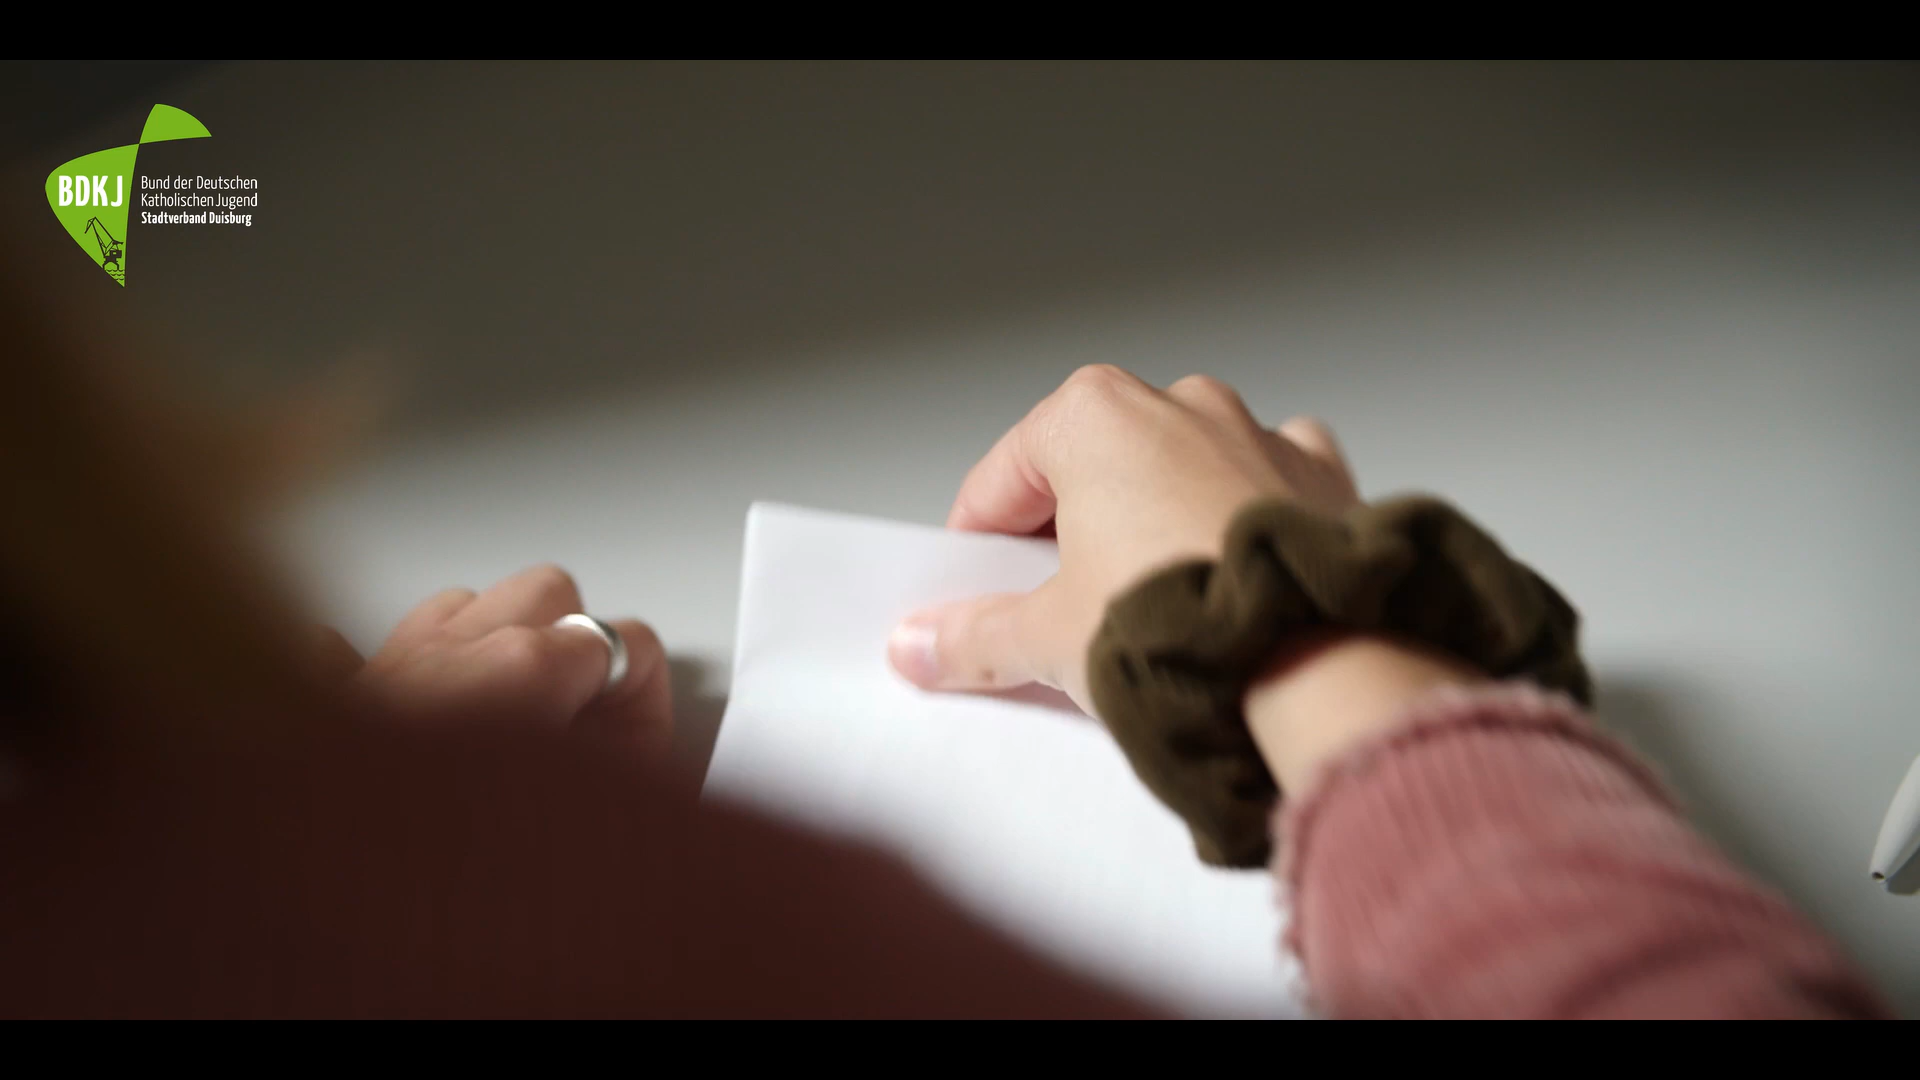 BDKJ
Bund der Deutschen
Katholischen Jugend
Stadtverband Duisburg